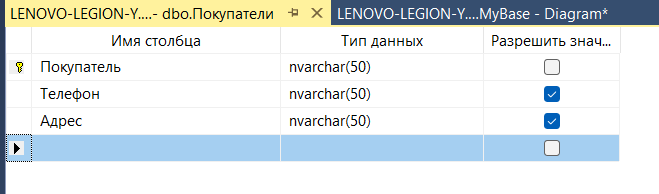 LENOVO-LEGION-Y....- dbo.Покупатели LENOVO-LEGION-Y....MyBase - Diagram*
Имя столбца Тип данных Разрешить знач...
Покупатель nvarchar(50)
Телефон nvarchar(50)
Адрес nvarchar(50)